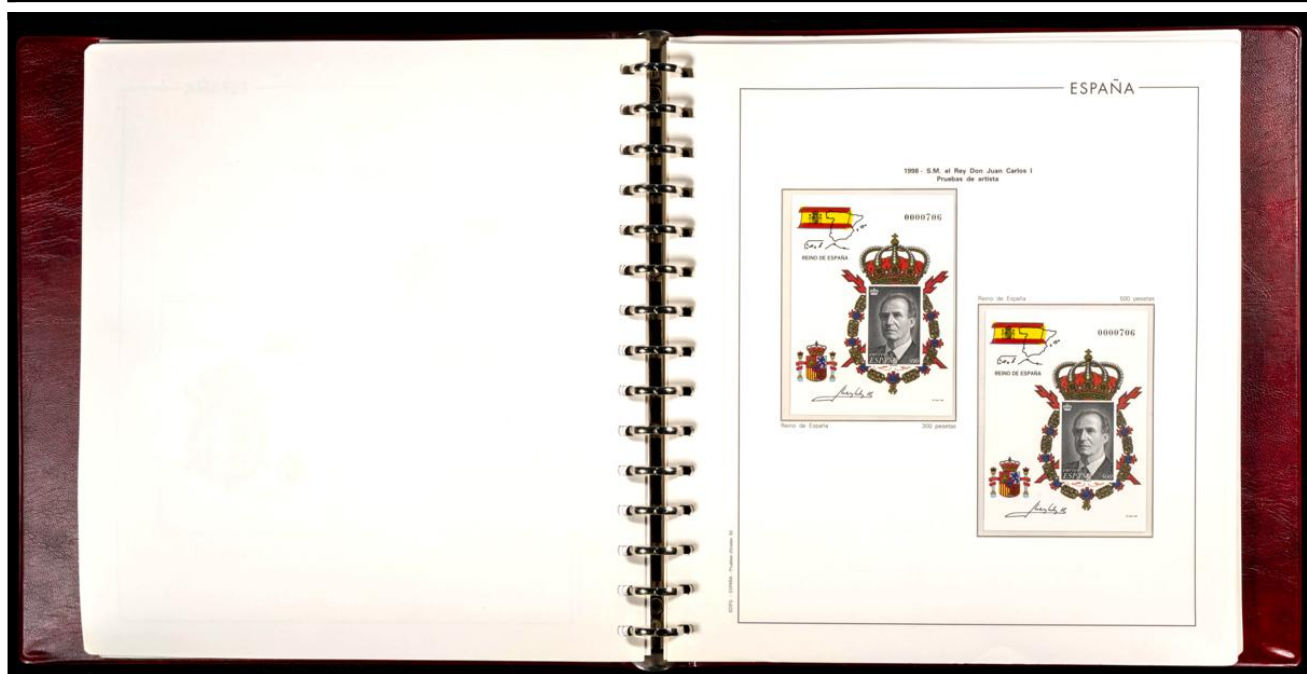 ESPAÑA
1998 - S.M. el Rey Don Juan Carlos I
Pruebas de artista
0000706
REINO DE ESPAÑA
ESPAÑA
Reino de España 300 pesetas
Reino de España 500 pesetas
0000706
REINO DE ESPAÑA
ESPAÑA